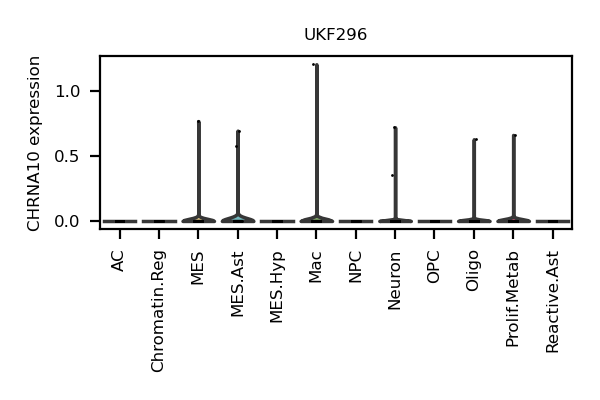 UKF296
CHRNA10 expression
1.0
0.5
0.0
AC
Chromatin.Reg
MES
MES.Ast
MES.Hyp
Mac
NPC
Neuron
OPC
Oligo
Prolif.Metab
Reactive.Ast